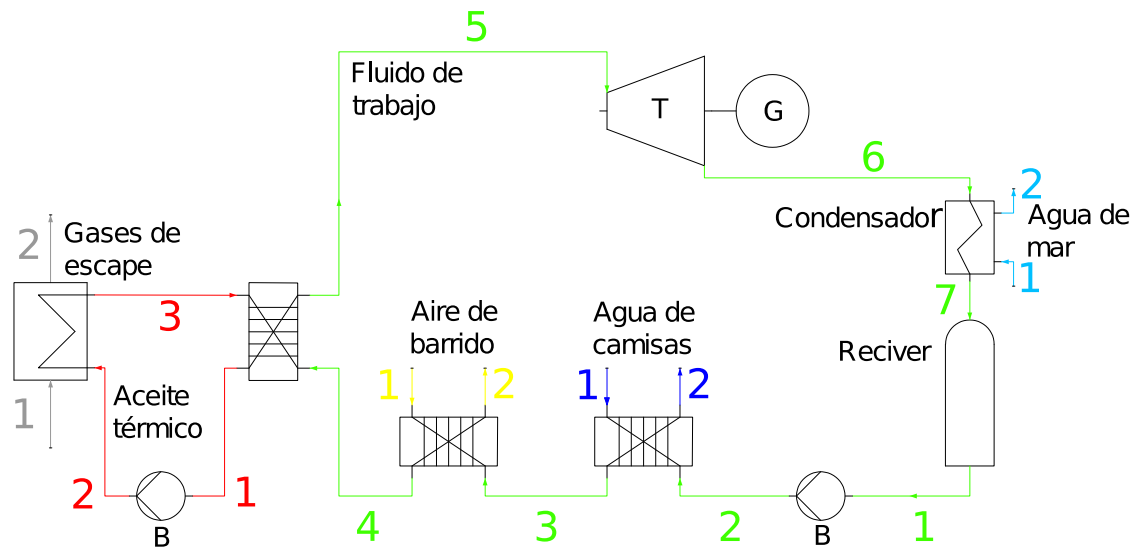 5
Fluido de
trabajo
T
G
6
2
Condensador
Agua de
mar
1
7
Reciver
2
Gases de
escape
3
1
Aceite
térmico
2
1
B
Aire de
barrido
1
2
Agua de
camisas
1
2
4
3
2
1
B